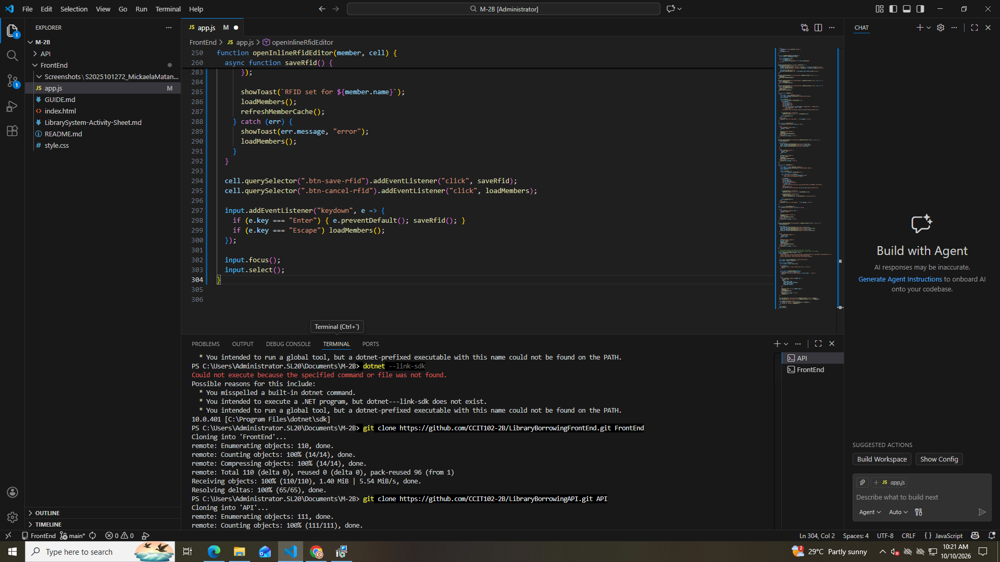 File Edit Selection View Go Run Terminal Help
M-2B [Administrator]
EXPLORER
M-2B
API
FrontEnd
Screenshots\S2025101272_MickaelaMatan...
JS app.js M
GUIDE.md
index.html
LibrarySystem-Activity-Sheet.md
README.md
style.css
OUTLINE
TIMELINE
JS app.js M
FrontEnd > JS app.js > openInlineRfidEditor
250 function openInlineRfidEditor(member, cell) {
260 async function saveRfid() {
283 });
284
285 showToast(`RFID set for ${member.name}`);
286 loadMembers();
287 refreshMemberCache();
288 } catch (err) {
289 showToast(err.message, "error");
290 loadMembers();
291 }
292 }
293
294 cell.querySelector(".btn-save-rfid").addEventListener("click", saveRfid);
295 cell.querySelector(".btn-cancel-rfid").addEventListener("click", loadMembers);
296
297 input.addEventListener("keydown", e => {
298 if (e.key === "Enter") { e.preventDefault(); saveRfid(); }
299 if (e.key === "Escape") loadMembers();
300 });
301
302 input.focus();
303 input.select();
304 }
305
306
Terminal (Ctrl+`)
PROBLEMS OUTPUT DEBUG CONSOLE TERMINAL PORTS
* You intended to run a global tool, but a dotnet-prefixed executable with this name could not be found on the PATH.
PS C:\Users\Administrator.SL20\Documents\M-2B> dotnet --link-sdk
Could not execute because the specified command or file was not found.
Possible reasons for this include:
* You misspelled a built-in dotnet command.
* You intended to execute a .NET program, but dotnet---link-sdk does not exist.
* You intended to run a global tool, but a dotnet-prefixed executable with this name could not be found on the PATH.
10.0.401 [C:\Program Files\dotnet\sdk]
PS C:\Users\Administrator.SL20\Documents\M-2B> git clone https://github.com/CCIT102-2B/LibraryBorrowingFrontEnd.git FrontEnd
Cloning into 'FrontEnd'...
remote: Enumerating objects: 110, done.
remote: Counting objects: 100% (14/14), done.
remote: Compressing objects: 100% (14/14), done.
remote: Total 110 (delta 0), reused 0 (delta 0), pack-reused 96 (from 1)
Receiving objects: 100% (110/110), 1.40 MiB | 5.54 MiB/s, done.
Resolving deltas: 100% (65/65), done.
PS C:\Users\Administrator.SL20\Documents\M-2B> git clone https://github.com/CCIT102-2B/LibraryBorrowingAPI.git API
Cloning into 'API'...
remote: Enumerating objects: 111, done.
remote: Counting objects: 100% (111/111), done.
API
FrontEnd
CHAT
Build with Agent
AI responses may be inaccurate.
Generate Agent Instructions to onboard AI
onto your codebase.
SUGGESTED ACTIONS
Build Workspace Show Config
+ JS app.js
Describe what to build next
Agent Auto
FrontEnd main* 0 0 Ln 304, Col 2 Spaces: 4 UTF-8 CRLF { } JavaScript
Type here to search
2 29°C Partly sunny
10:21 AM
10/10/2026